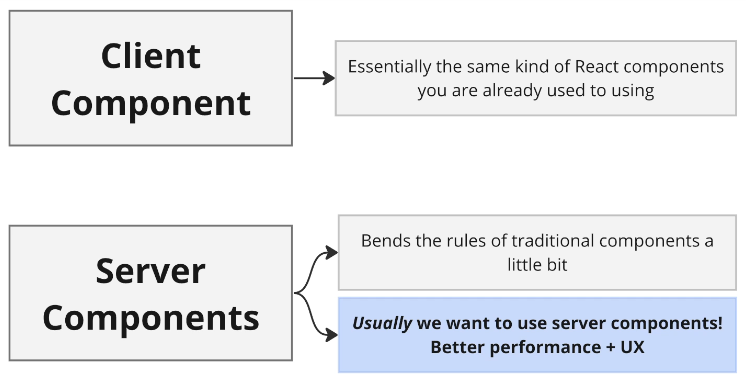 Client
Component
Essentially the same kind of React components
you are already used to using
Server
Components
Bends the rules of traditional components a
little bit
Usually we want to use server components!
Better performance + UX